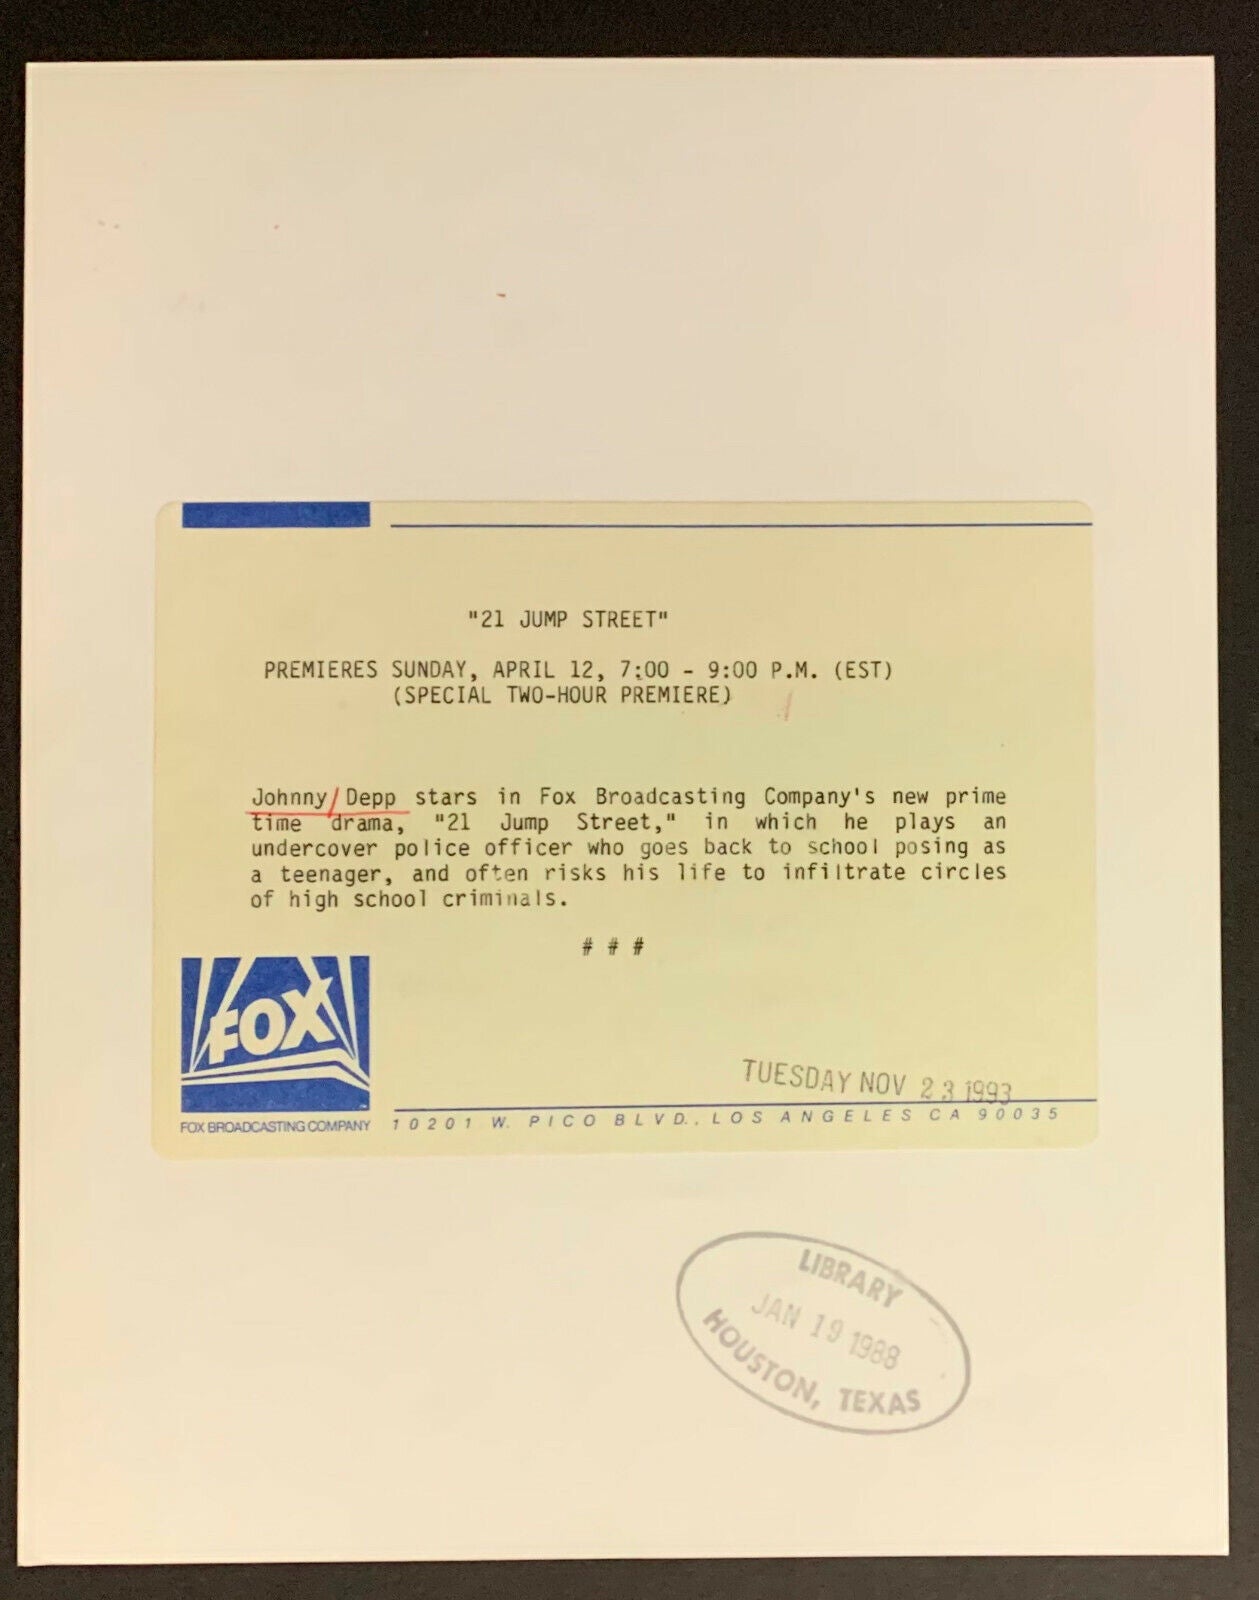 "21 JUMP STREET"
PREMIERES SUNDAY, APRIL 12, 7:00 - 9:00 P.M. (EST)
(SPECIAL TWO-HOUR PREMIERE)
Johnny/Depp stars in Fox Broadcasting Company's new prime
time drama, "21 Jump Street," in which he plays an
undercover police officer who goes back to school posing as
a teenager, and often risks his life to infiltrate circles
of high school criminals.
# # #
FOX
TUESDAY NOV 23 1993
FOX BROADCASTING COMPANY
10201 W. PICO BLVD., LOS ANGELES CA 90035
LIBRARY
JAN 19 1988
HOUSTON, TEXAS